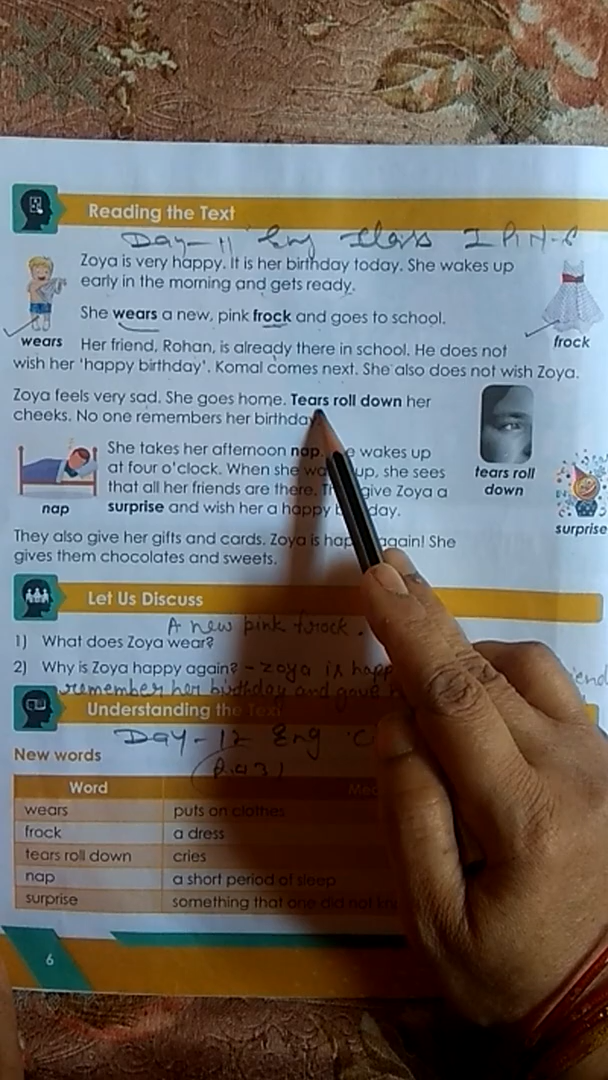 Reading the Text
Day-11 Eng Class
Zoya is very happy. It is her birthday today. She wakes up
early in the morning and gets ready.
She wears a new, pink frock and goes to school.
wears
frock
Her friend, Rohan, is already there in school. He does not
wish her 'happy birthday'. Komal comes next. She also does not wish Zoya.
Zoya feels very sad. She goes home. Tears roll down her
cheeks. No one remembers her birthday
She takes her afternoon nap. wakes up
at four o'clock. When she up, she sees
that all her friends are there. give Zoya a
surprise and wish her a happy
nap
tears roll
down
surprise
They also give her gifts and cards. Zoya is again! She
gives them chocolates and sweets.
Let Us Discuss
A new pink frock.
1) What does Zoya wear?
2) Why is Zoya happy again? - Zoya is
remember her birthday and gave
Understanding the Text
Day-12 Eng
New words
Word
wears puts on clothes
frock a dress
tears roll down cries
nap a short period of sleep
surprise something that one did not
6